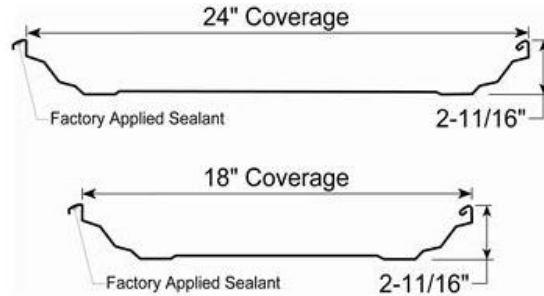 24" Coverage
Factory Applied Sealant
2-11/16"
18" Coverage
Factory Applied Sealant
2-11/16"